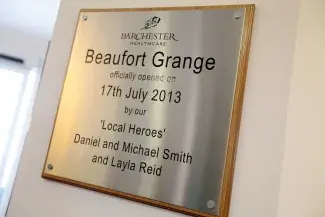 BARCHESTER
HEALTHCARE
Beaufort Grange
officially opened on
17th July 2013
by our
'Local Heroes'
Daniel and Michael Smith
and Layla Reid